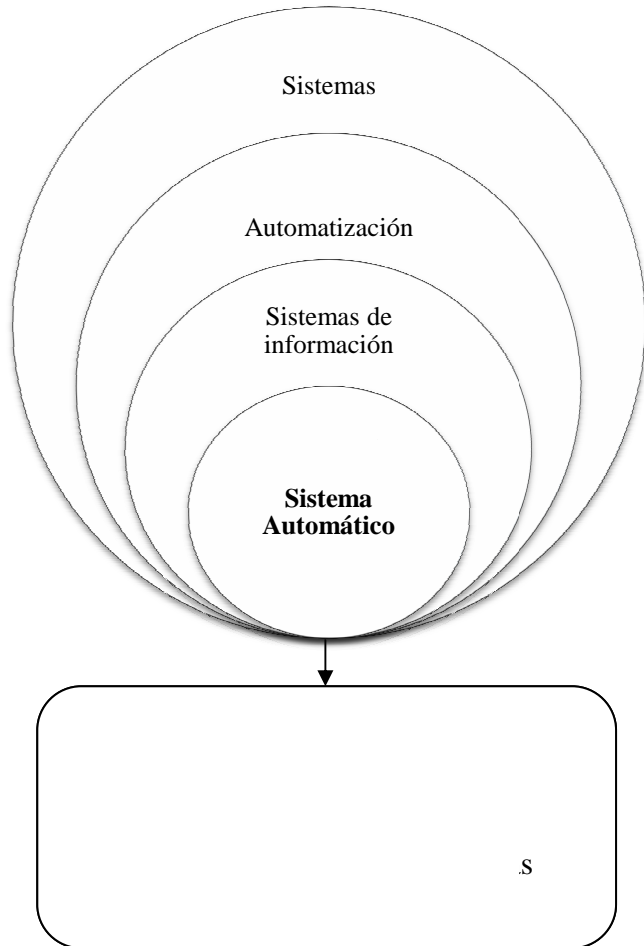 Sistemas
Automatización
Sistemas de
información
Sistema
Automático
s